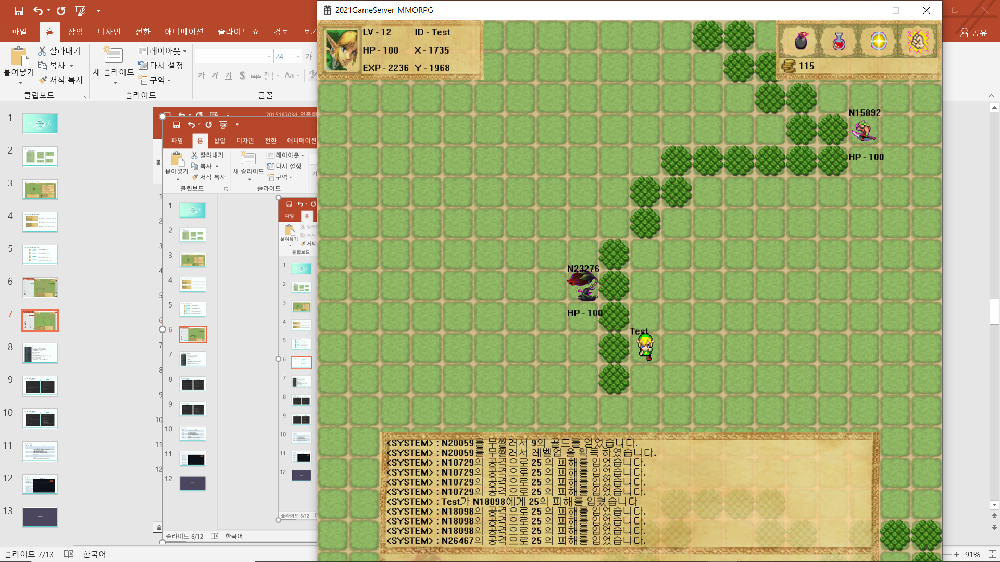 2021GameServer_MMORPG
파일 홈 삽입 디자인 전환 애니메이션 슬라이드 쇼 검토 보기
공유
붙여넣기
잘라내기
복사
서식 복사
클립보드
새 슬라이드
레이아웃
다시 설정
구역
슬라이드
24
가 가 가 S 가나 Aa
글꼴
LV - 12 ID - Test
HP - 100 X - 1735
EXP - 2236 Y - 1968
115
N15892
HP - 100
N23276
HP - 100
Test
<SYSTEM> : N20059를 무찔러서 9의 골드를 얻었습니다.
<SYSTEM> : N20059를 무찔러서 레벨업 을 획득 하였습니다.
<SYSTEM> : N10729의 공격으로 25 의 피해를 입었습니다.
<SYSTEM> : N10729의 공격으로 25 의 피해를 입었습니다.
<SYSTEM> : N10729의 공격으로 25 의 피해를 입었습니다.
<SYSTEM> : N10729의 공격으로 25 의 피해를 입었습니다.
<SYSTEM> : Test가 N18098에게 25의 피해를 입혔습니다
<SYSTEM> : N18098의 공격으로 25 의 피해를 입었습니다.
<SYSTEM> : N18098의 공격으로 25 의 피해를 입었습니다.
<SYSTEM> : N18098의 공격으로 25 의 피해를 입었습니다.
<SYSTEM> : N26467의 공격으로 25 의 피해를 입었습니다.
1
2
3
4
5
6
7
8
9
10
11
12
13
파일 홈 삽입 디자인 전환 애니메이션
붙여넣기
잘라내기
복사
서식 복사
클립보드
새 슬라이드
레이아웃
다시 설정
구역
슬라이드
1
2
3
4
5
6
7
8
9
10
11
12
슬라이드 6/12 한국어
파일 홈
붙여넣기
복사
서식
클립보드
1
2
3
4
5
6
7
8
9
10
11
12
슬라이드 6/12
슬라이드 7/13 한국어
91%